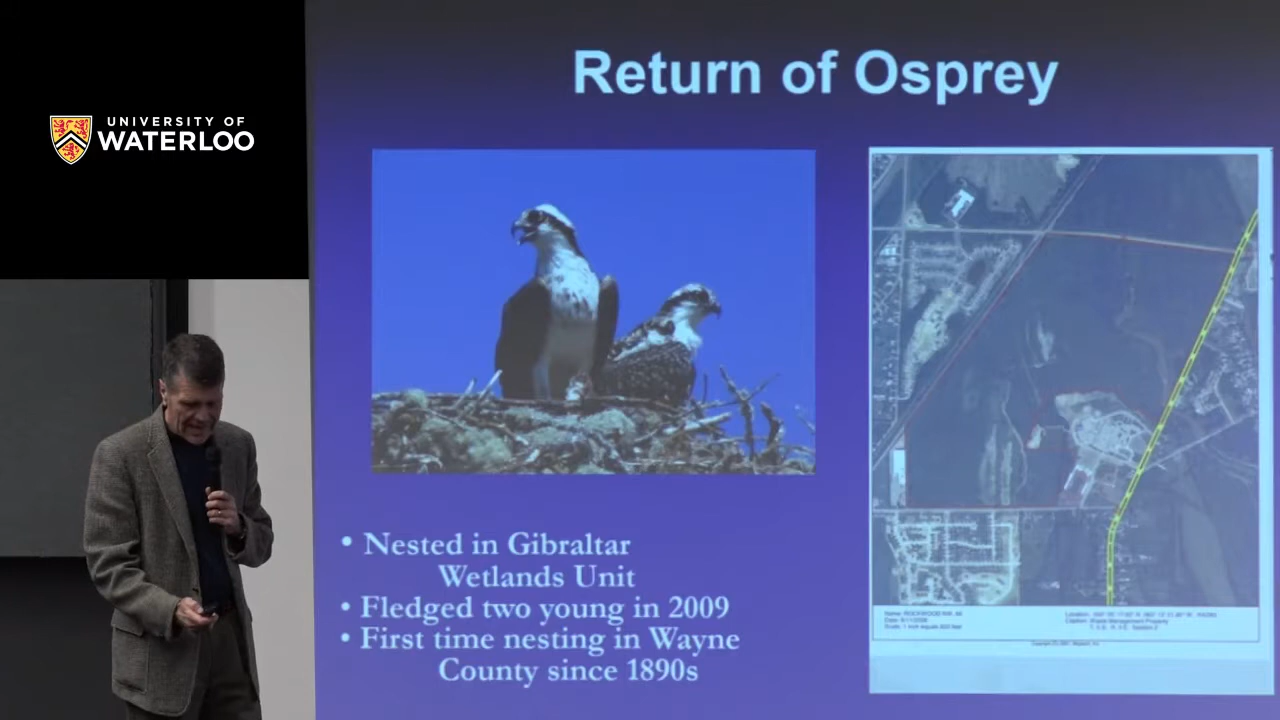 UNIVERSITY OF
WATERLOO
Return of Osprey
• Nested in Gibraltar
Wetlands Unit
• Fledged two young in 2009
• First time nesting in Wayne
County since 1890s